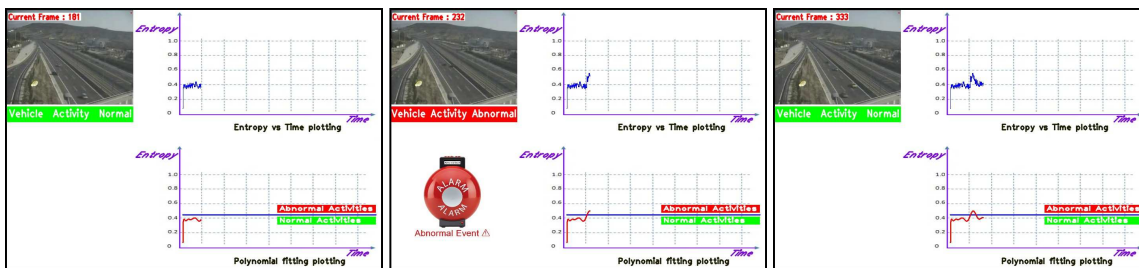 Current Frame : 181
Entropy
1.0
0.8
0.6
0.4
0.2
0
Vehicle Activity Normal
Time
Entropy vs Time plotting
Entropy
1.0
0.8
0.6
0.4
0.2
0
Abnormal Activities
Normal Activities
Time
Polynomial fitting plotting
Current Frame : 232
Entropy
1.0
0.8
0.6
0.4
0.2
0
Vehicle Activity Abnormal
Time
Entropy vs Time plotting
ALARM
ALARM
Abnormal Event
Entropy
1.0
0.8
0.6
0.4
0.2
0
Abnormal Activities
Normal Activities
Time
Polynomial fitting plotting
Current Frame : 333
Entropy
1.0
0.8
0.6
0.4
0.2
0
Vehicle Activity Normal
Time
Entropy vs Time plotting
Entropy
1.0
0.8
0.6
0.4
0.2
0
Abnormal Activities
Normal Activities
Time
Polynomial fitting plotting